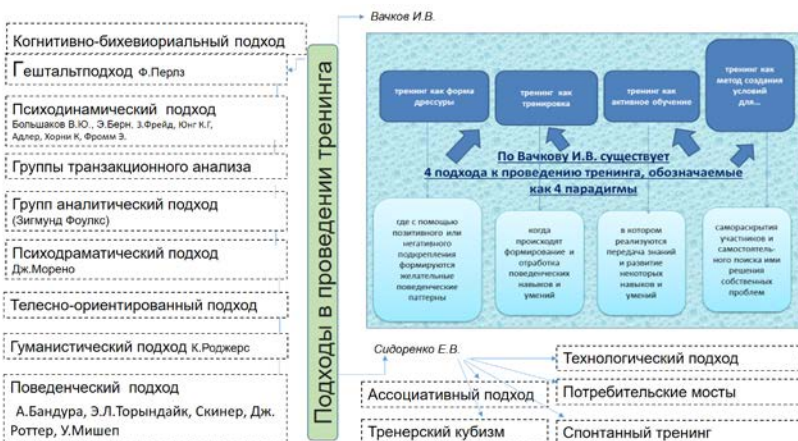 Когнитивно-бихевиориальный подход
Гештальтподход Ф.Перлз
Психодинамический подход
Большаков В.Ю., Э.Берн, З.Фрейд, Юнг К.Г,
Адлер, Хорни К, Фромм Э.
Группы транзакционного анализа
Групп аналитический подход
(Зигмунд Фоулкс)
Психодраматический подход
Дж.Морено
Телесно-ориентированный подход
Гуманистический подход К.Роджерс
Поведенческий подход
А.Бандура, Э.Л.Торындайк, Скинер, Дж.
Роттер, У.Мишеп
Подходы в проведении тренинга
Вачков И.В.
тренинг как форма
дрессуры
тренинг как
тренировка
тренинг как
активное обучение
тренинг как
метод создания
условий
для...
По Вачкову И.В. существует
4 подхода к проведению тренинга, обозначаемые
как 4 парадигмы
где с помощью
позитивного или
негативного
подкрепления
формируются
желательные
поведенческие
паттерны
когда
происходят
формирование и
отработка
поведенческих
навыков и
умений
в котором
реализуются
передача знаний
и развитие
некоторых
навыков и
умений
самораскрытия
участников и
самостоятель-
ного поиска ими
решения
собственных
проблем
Сидоренко Е.В.
Ассоциативный подход
Тренерский кубизм
Технологический подход
Потребительские мосты
Спонтанный тренинг